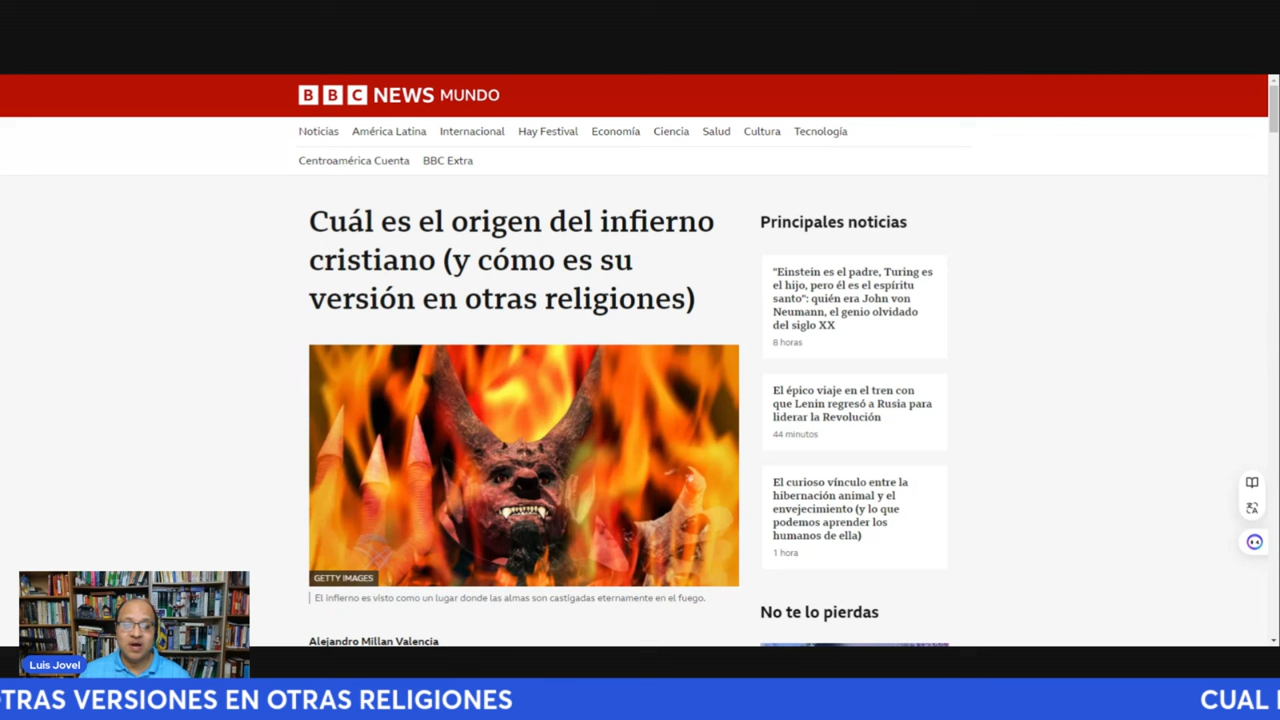 BBC NEWS MUNDO
Noticias América Latina Internacional Hay Festival Economía Ciencia Salud Cultura Tecnología
Centroamérica Cuenta BBC Extra
Cuál es el origen del infierno
cristiano (y cómo es su
versión en otras religiones)
GETTY IMAGES
El infierno es visto como un lugar donde las almas son castigadas eternamente en el fuego.
Alejandro Millan Valencia
Principales noticias
"Einstein es el padre, Turing es
el hijo, pero él es el espíritu
santo": quién era John von
Neumann, el genio olvidado
del siglo XX
8 horas
El épico viaje en el tren con
que Lenin regresó a Rusia para
liderar la Revolución
44 minutos
El curioso vínculo entre la
hibernación animal y el
envejecimiento (y lo que
podemos aprender los
humanos de ella)
1 hora
No te lo pierdas
Luis Jovel
OTRAS VERSIONES EN OTRAS RELIGIONES CUAL